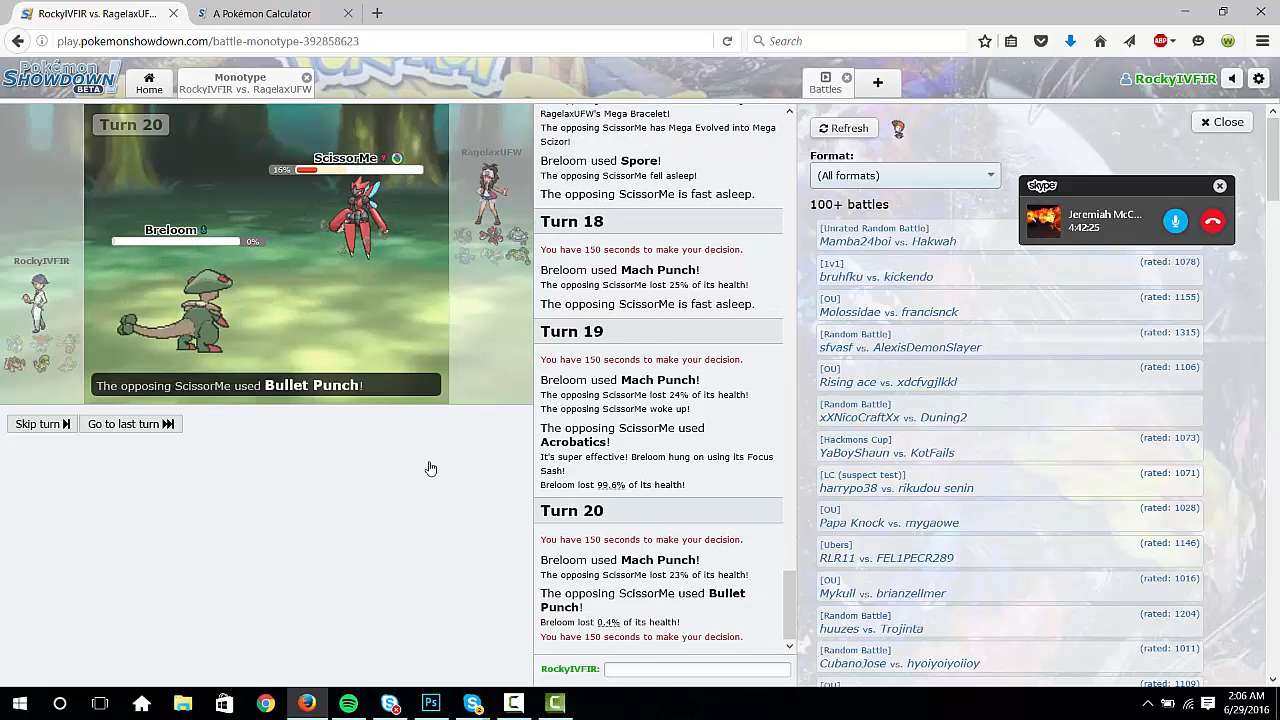 RockyIVFIR vs. RagelaxUF...
A Pokémon Calculator
play.pokemonshowdown.com/battle-monotype-392858623
Search
ABP
Pokémon
SHOWDOWN!
BETA
Home
Monotype
RockyIVFIR vs. RagelaxUFW
Battles
RockyIVFIR
Turn 20
ScissorMe
16%
RagelaxUFW
Breloom
0%
RockyIVFIR
The opposing ScissorMe used Bullet Punch!
Skip turn
Go to last turn
RagelaxUFW's Mega Bracelet!
The opposing ScissorMe has Mega Evolved into Mega
Scizor!
Breloom used Spore!
The opposing ScissorMe fell asleep!
The opposing ScissorMe is fast asleep.
Turn 18
You have 150 seconds to make your decision.
Breloom used Mach Punch!
The opposing ScissorMe lost 25% of its health!
The opposing ScissorMe is fast asleep.
Turn 19
You have 150 seconds to make your decision.
Breloom used Mach Punch!
The opposing ScissorMe lost 24% of its health!
The opposing ScissorMe woke up!
The opposing ScissorMe used
Acrobatics!
It's super effective! Breloom hung on using its Focus
Sash!
Breloom lost 99.6% of its health!
Turn 20
You have 150 seconds to make your decision.
Breloom used Mach Punch!
The opposing ScissorMe lost 23% of its health!
The opposing ScissorMe used Bullet
Punch!
Breloom lost 0.4% of its health!
You have 150 seconds to make your decision.
RockyIVFIR:
Refresh
Close
Format:
(All formats)
100+ battles
skype
Jeremiah McC...
4:42:25
[Unrated Random Battle]
Mamba24boi vs. Hakwah
[1v1]
(rated: 1078)
bruhfku vs. kickendo
[OU]
(rated: 1155)
Molossidae vs. francisnck
[Random Battle]
(rated: 1315)
sfvasf vs. AlexisDemonSlayer
[OU]
(rated: 1106)
Rising ace vs. xdcfvgjlkkl
[Random Battle]
xXNicoCraftXx vs. Duning2
[Hackmons Cup]
(rated: 1073)
YaBoyShaun vs. KotFails
[LC (suspect test)]
(rated: 1071)
harrypo38 vs. rikudou senin
[OU]
(rated: 1028)
Papa Knock vs. mygaowe
[Ubers]
(rated: 1146)
RLR11 vs. FEL1PECR289
[OU]
(rated: 1016)
Mykull vs. brianzellmer
[Random Battle]
(rated: 1204)
huuzes vs. Trojinta
[Random Battle]
(rated: 1011)
CubanoJose vs. hyoiyoiyoiioy
[OU]
(rated: 1109)
2:06 AM
6/29/2016